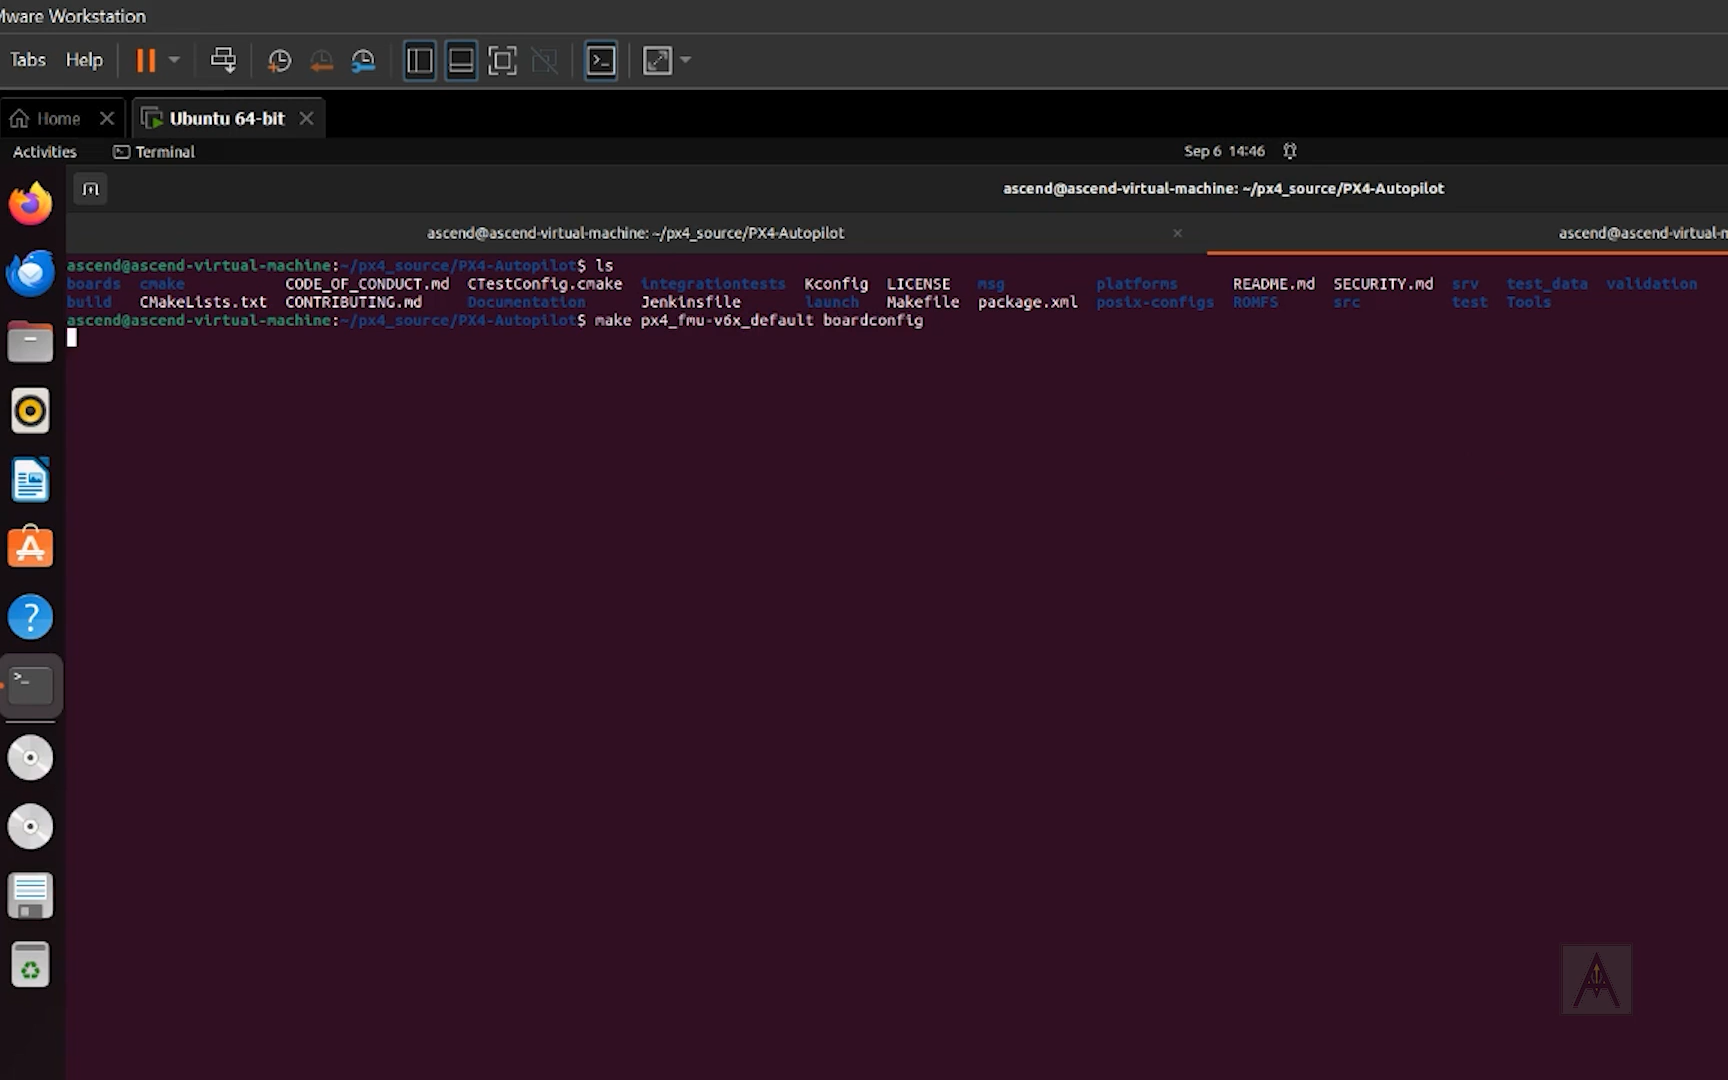 Mware Workstation
Tabs Help
Home Ubuntu 64-bit
Activities Terminal Sep 6 14:46
ascend@ascend-virtual-machine: ~/px4_source/PX4-Autopilot
ascend@ascend-virtual-machine: ~/px4_source/PX4-Autopilot ascend@ascend-virtual-m
ascend@ascend-virtual-machine:~/px4_source/PX4-Autopilot$ ls
boards cmake CODE_OF_CONDUCT.md CTestConfig.cmake integrationtests Kconfig LICENSE msg platforms README.md SECURITY.md srv test_data validation
build CMakeLists.txt CONTRIBUTING.md Documentation Jenkinsfile launch Makefile package.xml posix-configs ROMFS src test Tools
ascend@ascend-virtual-machine:~/px4_source/PX4-Autopilot$ make px4_fmu-v6x_default boardconfig